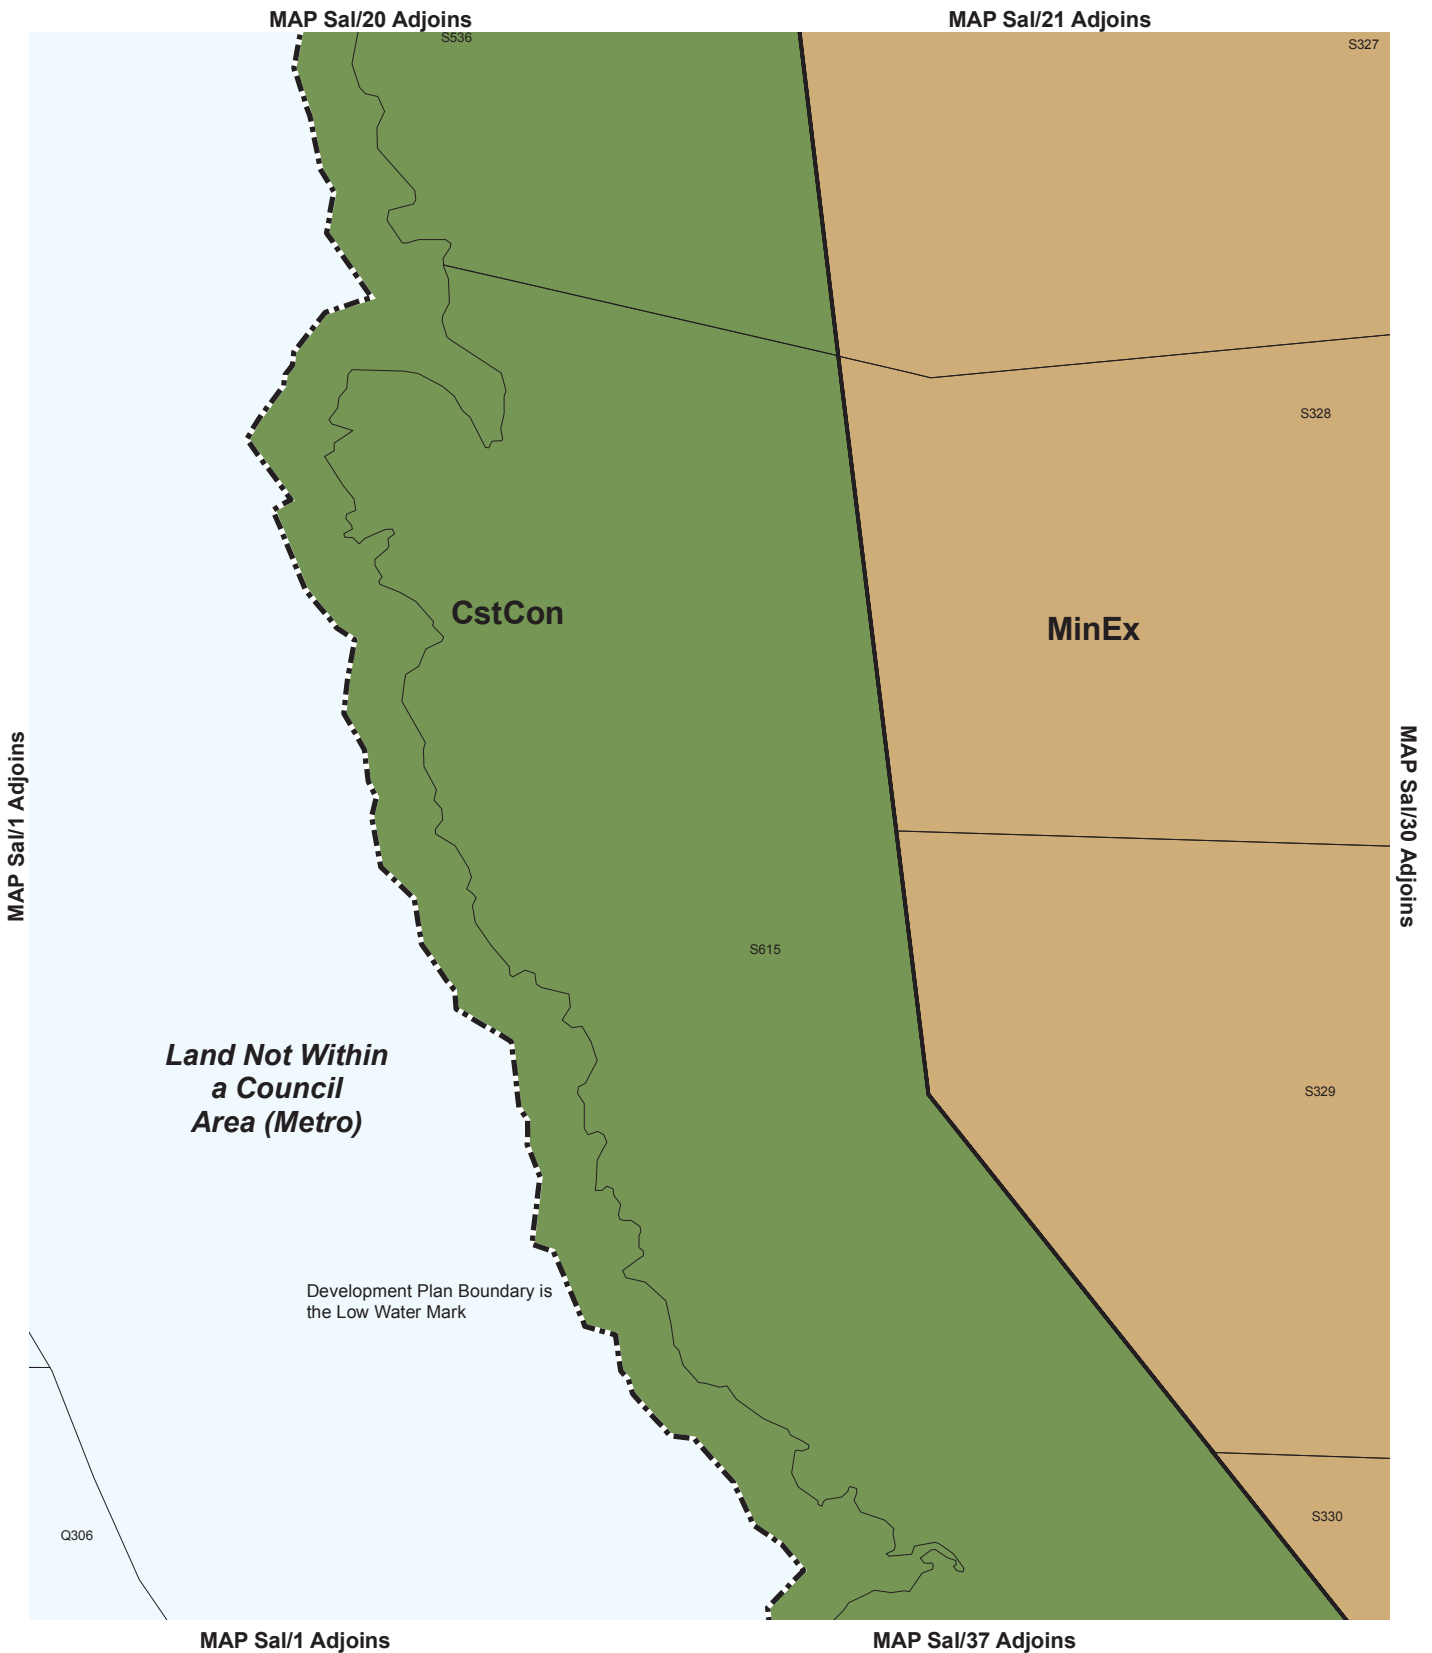 MAP Sal/20 Adjoins
MAP Sal/21 Adjoins
S536
S327
S328
CstCon
MinEx
MAP Sal/1 Adjoins
MAP Sal/30 Adjoins
S615
Land Not Within
a Council
Area (Metro)
S329
Development Plan Boundary is
the Low Water Mark
S330
Q306
MAP Sal/1 Adjoins
MAP Sal/37 Adjoins